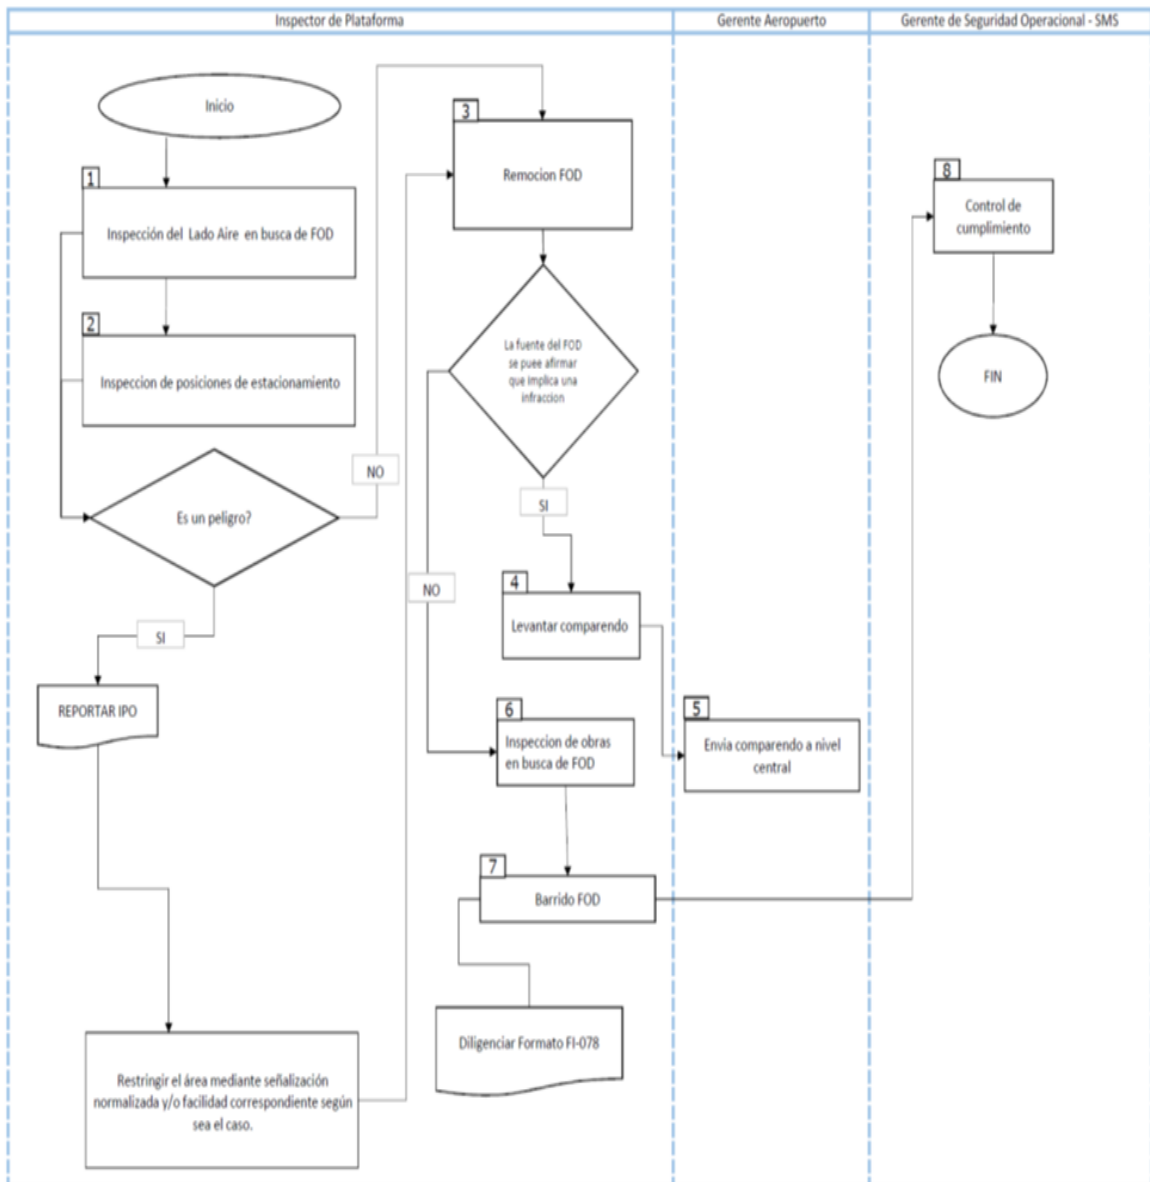 Inspector de Plataforma
Gerente Aeropuerto
Gerente de Seguridad Operacional - SMS
Inicio
1
Inspección del Lado Aire en busca de FOD
2
Inspeccion de posiciones de estacionamiento
Es un peligro?
NO
SI
REPORTAR IPO
Restringir el área mediante señalización
normalizada y/o facilidad correspondiente según
sea el caso.
3
Remocion FOD
La fuente del FOD
se puee afirmar
que implica una
infraccion
SI
NO
4
Levantar comparendo
5
Envia comparendo a nivel
central
6
Inspeccion de obras
en busca de FOD
7
Barrido FOD
Diligenciar Formato FI-078
8
Control de
cumplimiento
FIN